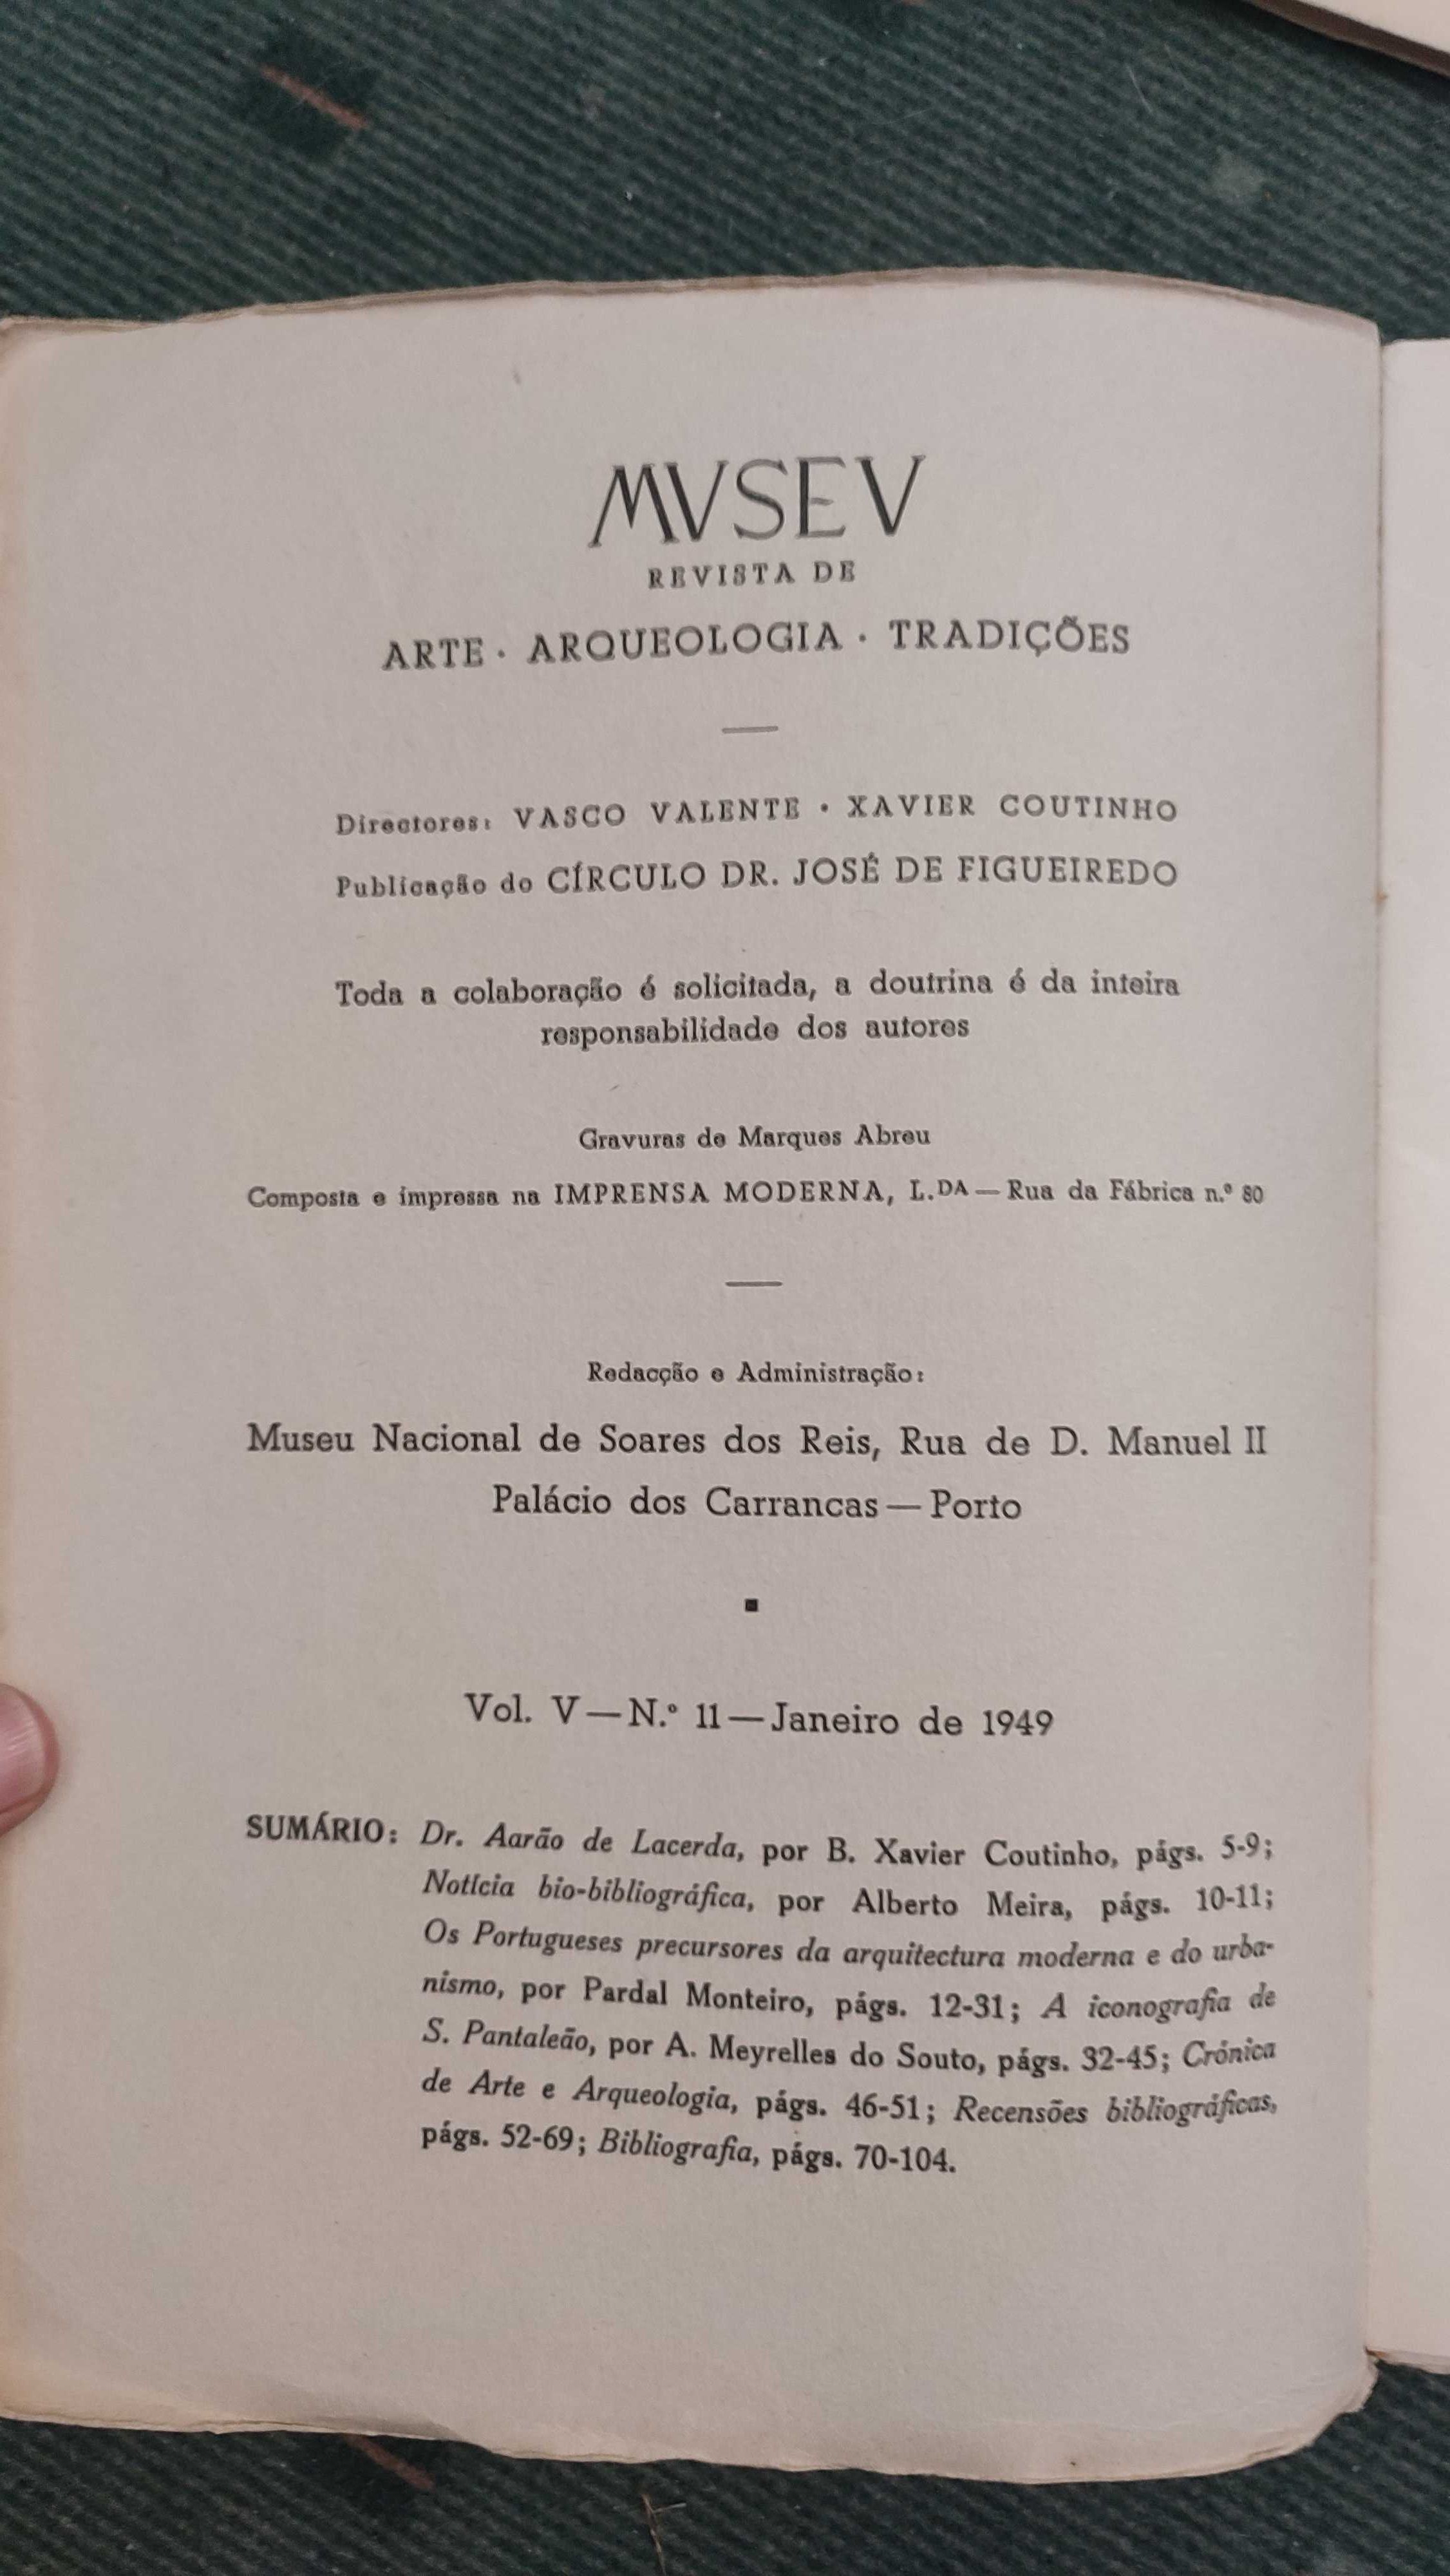 MVSEV
REVISTA DE
ARTE · ARQUEOLOGIA · TRADIÇÕES
Directores: VASCO VALENTE · XAVIER COUTINHO
Publicação do CÍRCULO DR. JOSÉ DE FIGUEIREDO
Toda a colaboração é solicitada, a doutrina é da inteira
responsabilidade dos autores
Gravuras de Marques Abreu
Composta e impressa na IMPRENSA MODERNA, L.DA — Rua da Fábrica n.º 80
Redacção e Administração:
Museu Nacional de Soares dos Reis, Rua de D. Manuel II
Palácio dos Carrancas — Porto
Vol. V — N.º 11 — Janeiro de 1949
SUMÁRIO: Dr. Aarão de Lacerda, por B. Xavier Coutinho, págs. 5-9;
Notícia bio-bibliográfica, por Alberto Meira, págs. 10-11;
Os Portugueses precursores da arquitectura moderna e do urba-
nismo, por Pardal Monteiro, págs. 12-31; A iconografia de
S. Pantaleão, por A. Meyrelles do Souto, págs. 32-45; Crónica
de Arte e Arqueologia, págs. 46-51; Recensões bibliográficas,
págs. 52-69; Bibliografia, págs. 70-104.